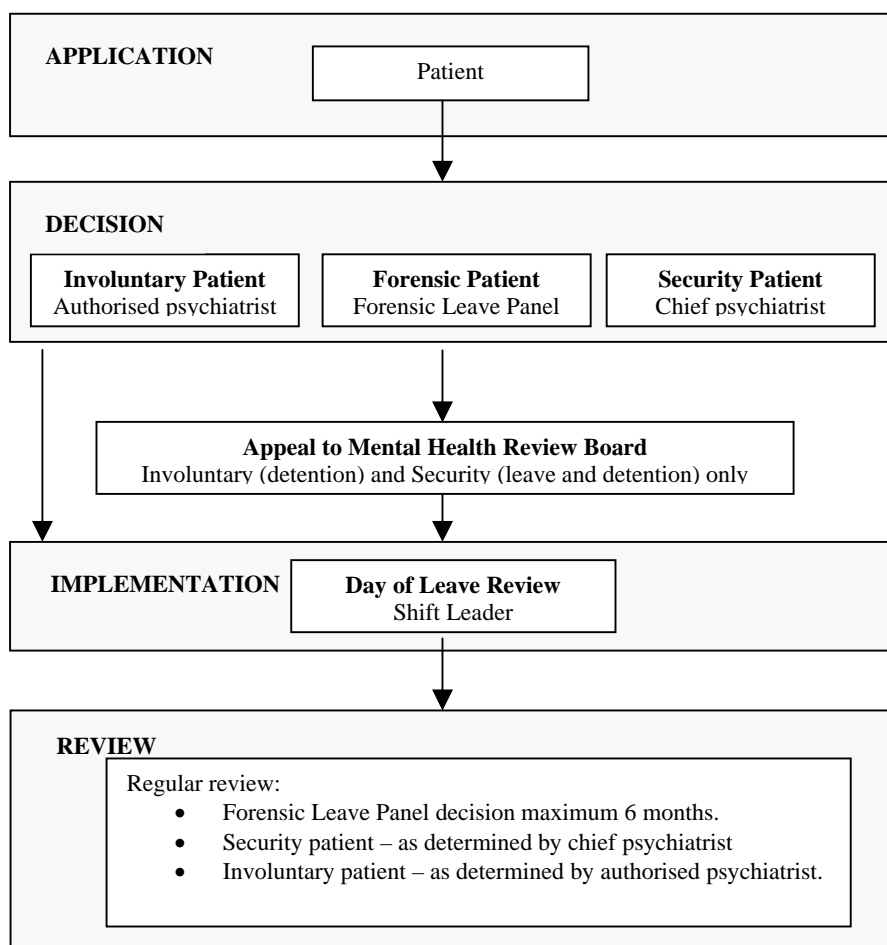 APPLICATION
Patient
DECISION
Involuntary Patient
Authorised psychiatrist
Forensic Patient
Forensic Leave Panel
Security Patient
Chief psychiatrist
Appeal to Mental Health Review Board
Involuntary (detention) and Security (leave and detention) only
IMPLEMENTATION
Day of Leave Review
Shift Leader
REVIEW
Regular review:
• Forensic Leave Panel decision maximum 6 months.
• Security patient – as determined by chief psychiatrist
• Involuntary patient – as determined by authorised psychiatrist.